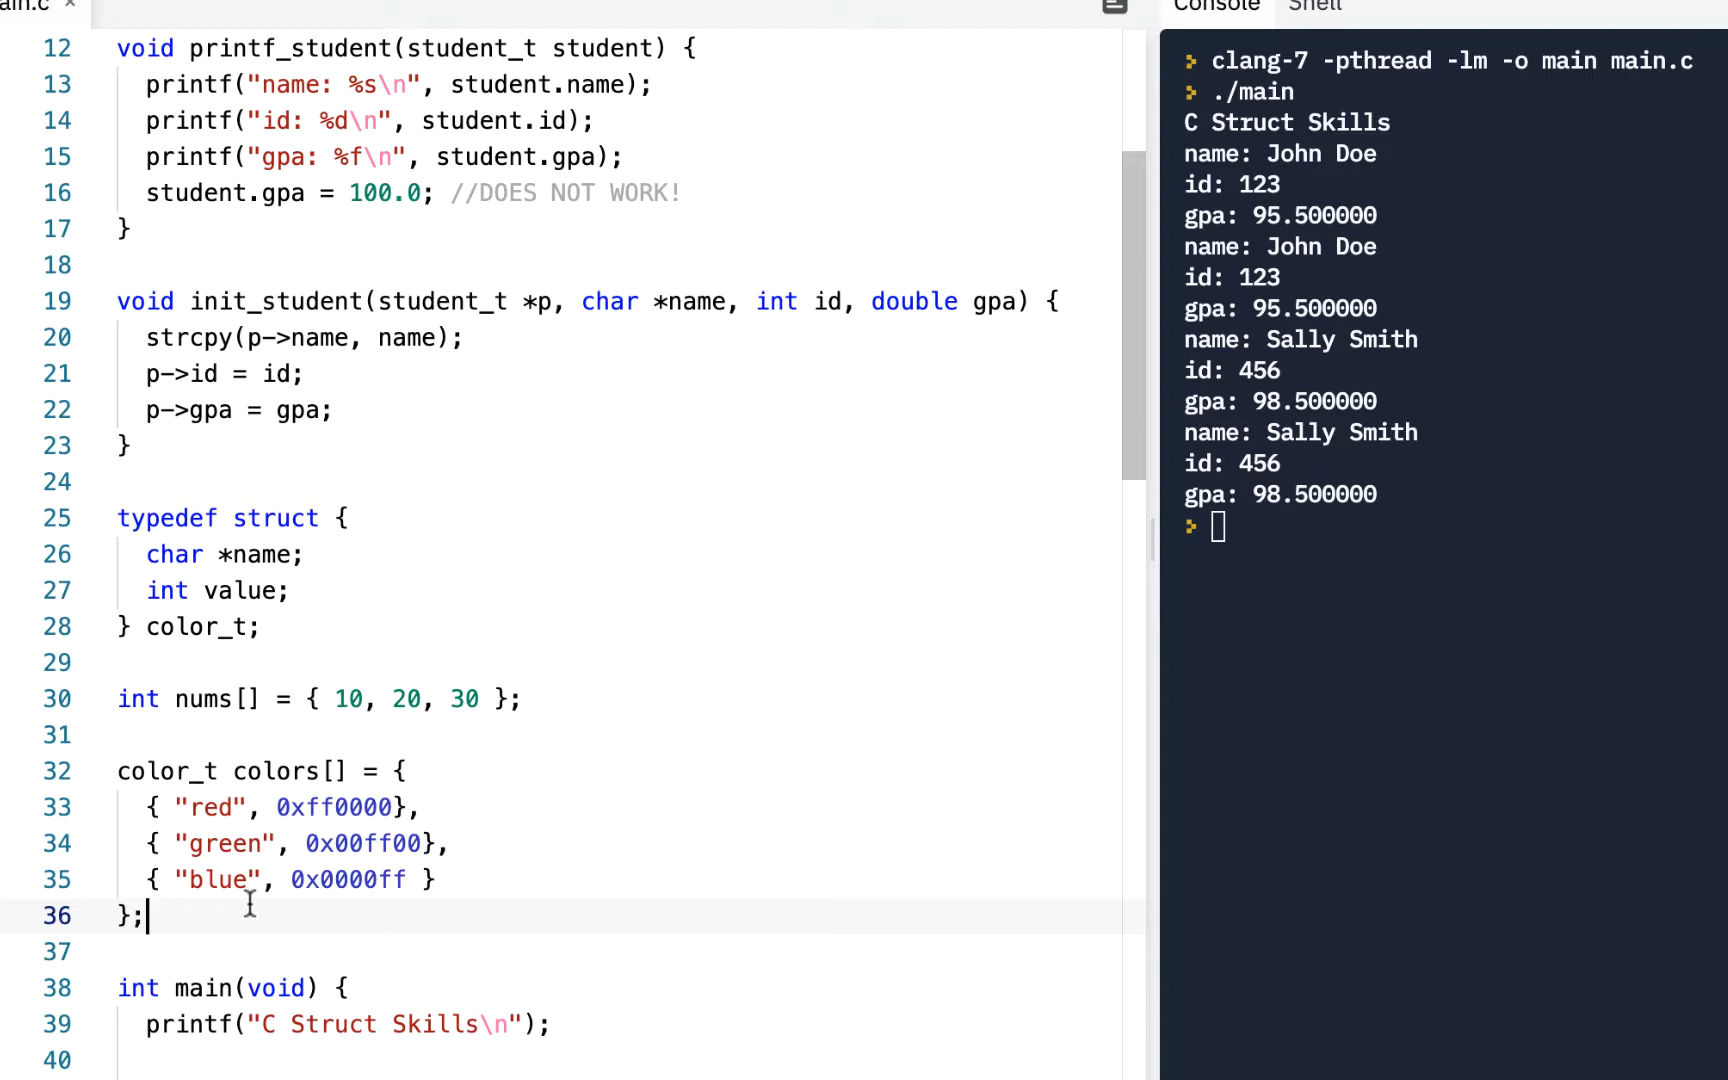 ain.c ×
12 void printf_student(student_t student) {
13 printf("name: %s\n", student.name);
14 printf("id: %d\n", student.id);
15 printf("gpa: %f\n", student.gpa);
16 student.gpa = 100.0; //DOES NOT WORK!
17 }
18
19 void init_student(student_t *p, char *name, int id, double gpa) {
20 strcpy(p->name, name);
21 p->id = id;
22 p->gpa = gpa;
23 }
24
25 typedef struct {
26 char *name;
27 int value;
28 } color_t;
29
30 int nums[] = { 10, 20, 30 };
31
32 color_t colors[] = {
33 { "red", 0xff0000},
34 { "green", 0x00ff00},
35 { "blue", 0x0000ff }
36 };
37
38 int main(void) {
39 printf("C Struct Skills\n");
40
Console Shell
clang-7 -pthread -lm -o main main.c
./main
C Struct Skills
name: John Doe
id: 123
gpa: 95.500000
name: John Doe
id: 123
gpa: 95.500000
name: Sally Smith
id: 456
gpa: 98.500000
name: Sally Smith
id: 456
gpa: 98.500000